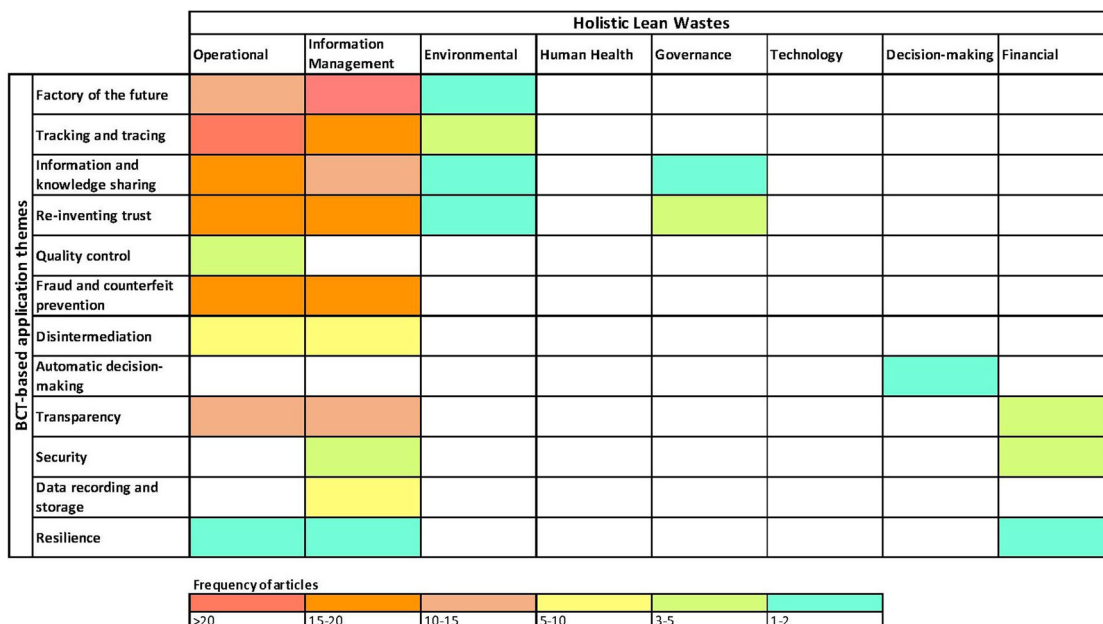 Holistic Lean Wastes
Operational
Information
Management
Environmental
Human Health
Governance
Technology
Decision-making
Financial
BCT-based application themes
Factory of the future
Tracking and tracing
Information and
knowledge sharing
Re-inventing trust
Quality control
Fraud and counterfeit
prevention
Disintermediation
Automatic decision-
making
Transparency
Security
Data recording and
storage
Resilience
Frequency of articles
>20
15-20
10-15
5-10
3-5
1-2